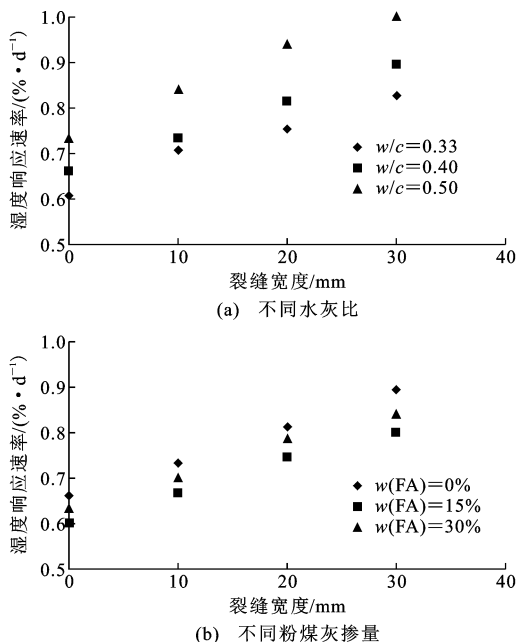 湿度响应速率/(%·d⁻¹)
1.0
0.9
0.8
0.7
0.6
0.5
0
10
20
30
40
◆ w/c=0.33
■ w/c=0.40
▲ w/c=0.50
裂缝宽度/mm
(a) 不同水灰比
湿度响应速率/(%·d⁻¹)
1.0
0.9
0.8
0.7
0.6
0.5
0
10
20
30
40
◆ w(FA)=0%
■ w(FA)=15%
▲ w(FA)=30%
裂缝宽度/mm
(b) 不同粉煤灰掺量